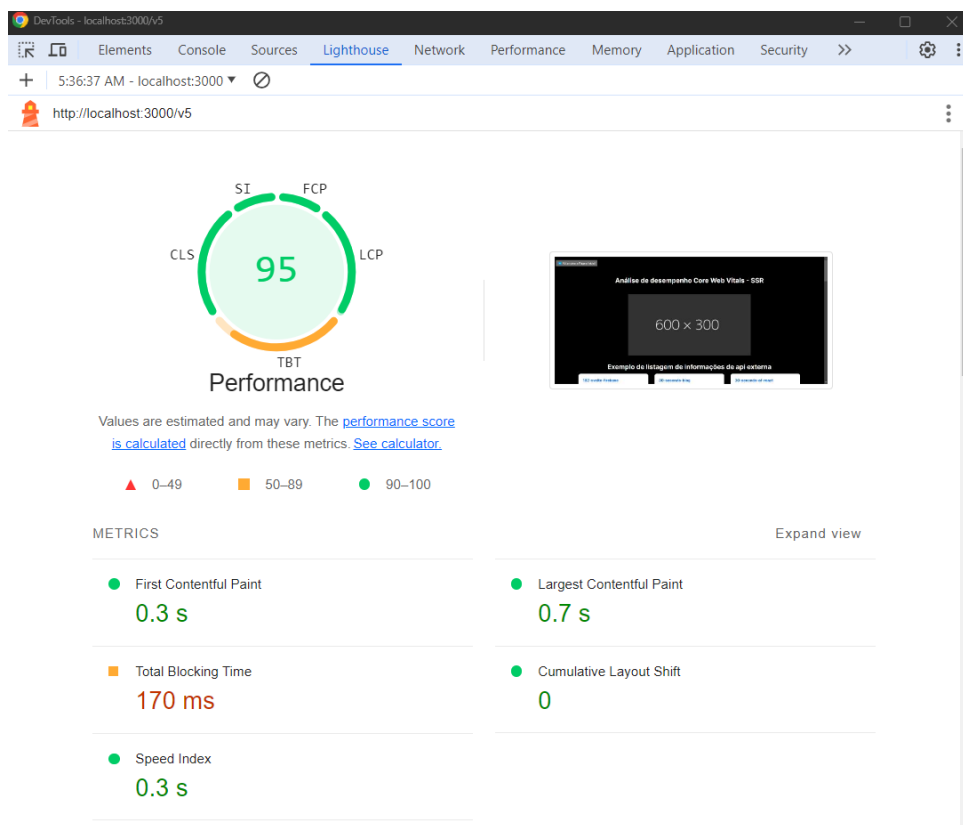 DevTools - localhost:3000/v5
Elements Console Sources Lighthouse Network Performance Memory Application Security
5:36:37 AM - localhost:3000
http://localhost:3000/v5
SI FCP
CLS LCP
95
TBT
Performance
Values are estimated and may vary. The performance score
is calculated directly from these metrics. See calculator.
0–49 50–89 90–100
Análise de desempenho Core Web Vitals - SSR
600 × 300
Exemplo de listagem de informações de api externa
METRICS Expand view
First Contentful Paint
0.3 s
Largest Contentful Paint
0.7 s
Total Blocking Time
170 ms
Cumulative Layout Shift
0
Speed Index
0.3 s